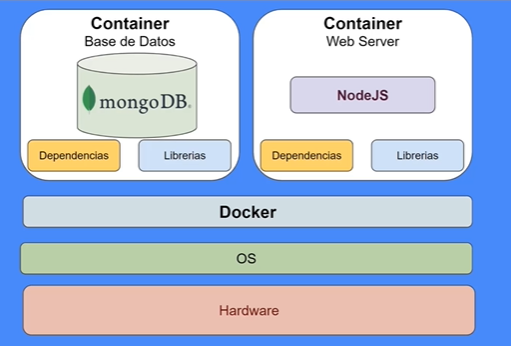 Container
Base de Datos
mongoDB.
Dependencias
Librerias
Container
Web Server
NodeJS
Dependencias
Librerias
Docker
OS
Hardware